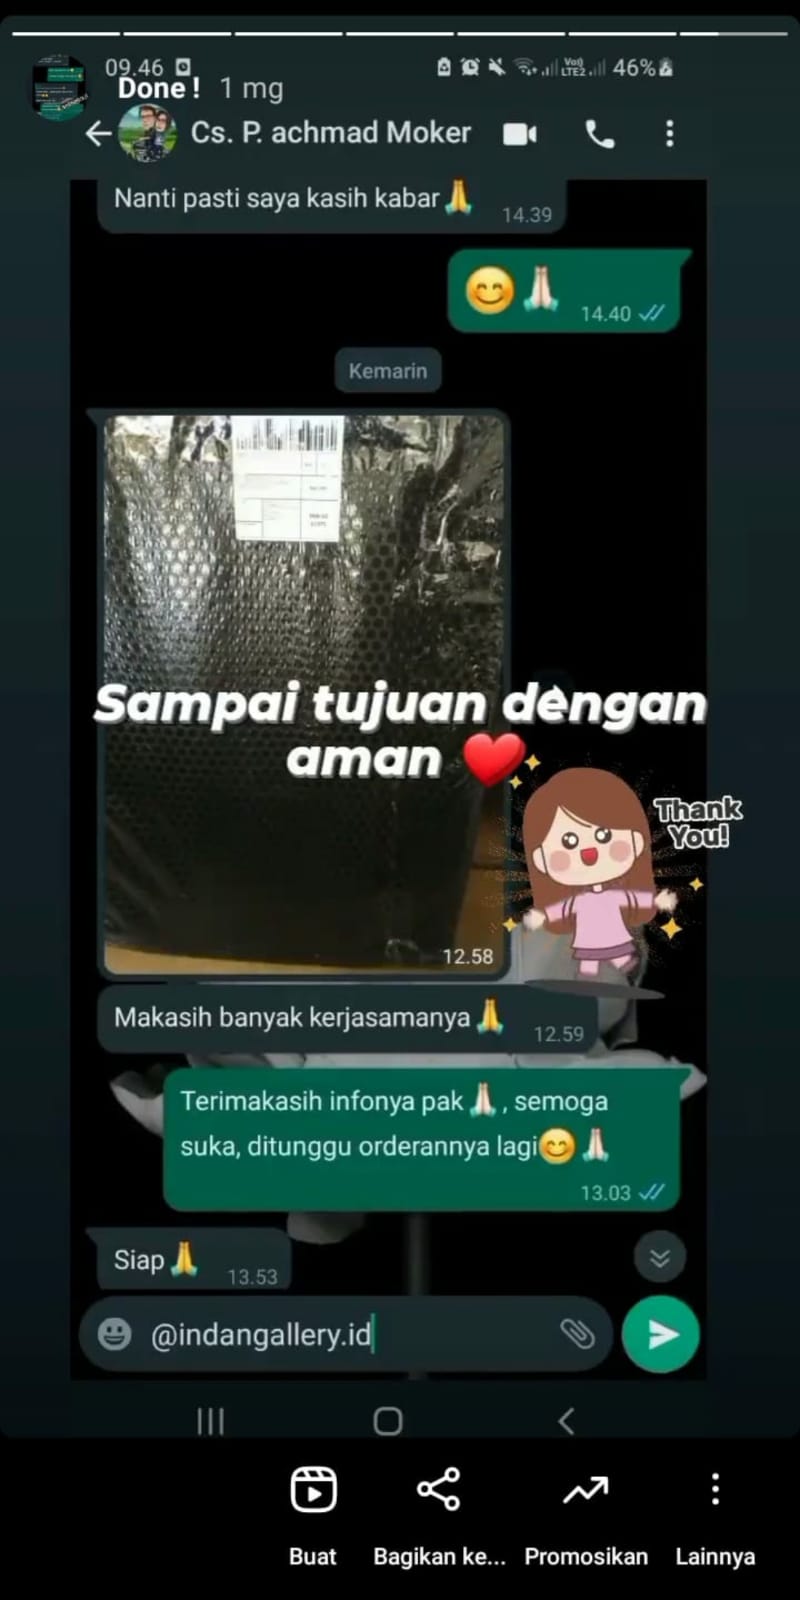 09.46
Vo))
LTE2
46%
Done! 1 mg
Cs. P. achmad Moker
Nanti pasti saya kasih kabar🙏
14.39
😊🙏🏻
14.40
Kemarin
Sampai tujuan dengan
aman ❤️
Thank
You!
12.58
Makasih banyak kerjasamanya🙏
12.59
Terimakasih infonya pak🙏🏻, semoga
suka, ditunggu orderannya lagi😊🙏🏻
13.03
Siap🙏
13.53
@indangallery.id
Buat
Bagikan ke...
Promosikan
Lainnya